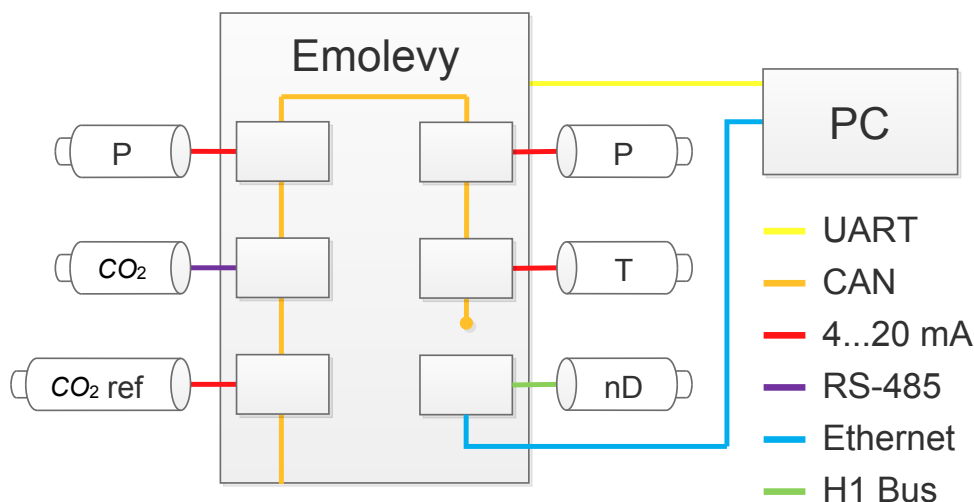 Emolevy
PC
P
P
CO₂
T
CO₂ ref
nD
UART
CAN
4...20 mA
RS-485
Ethernet
H1 Bus